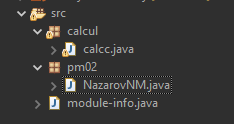 src
calcul
calcc.java
pm02
NazarovNM.java
module-info.java